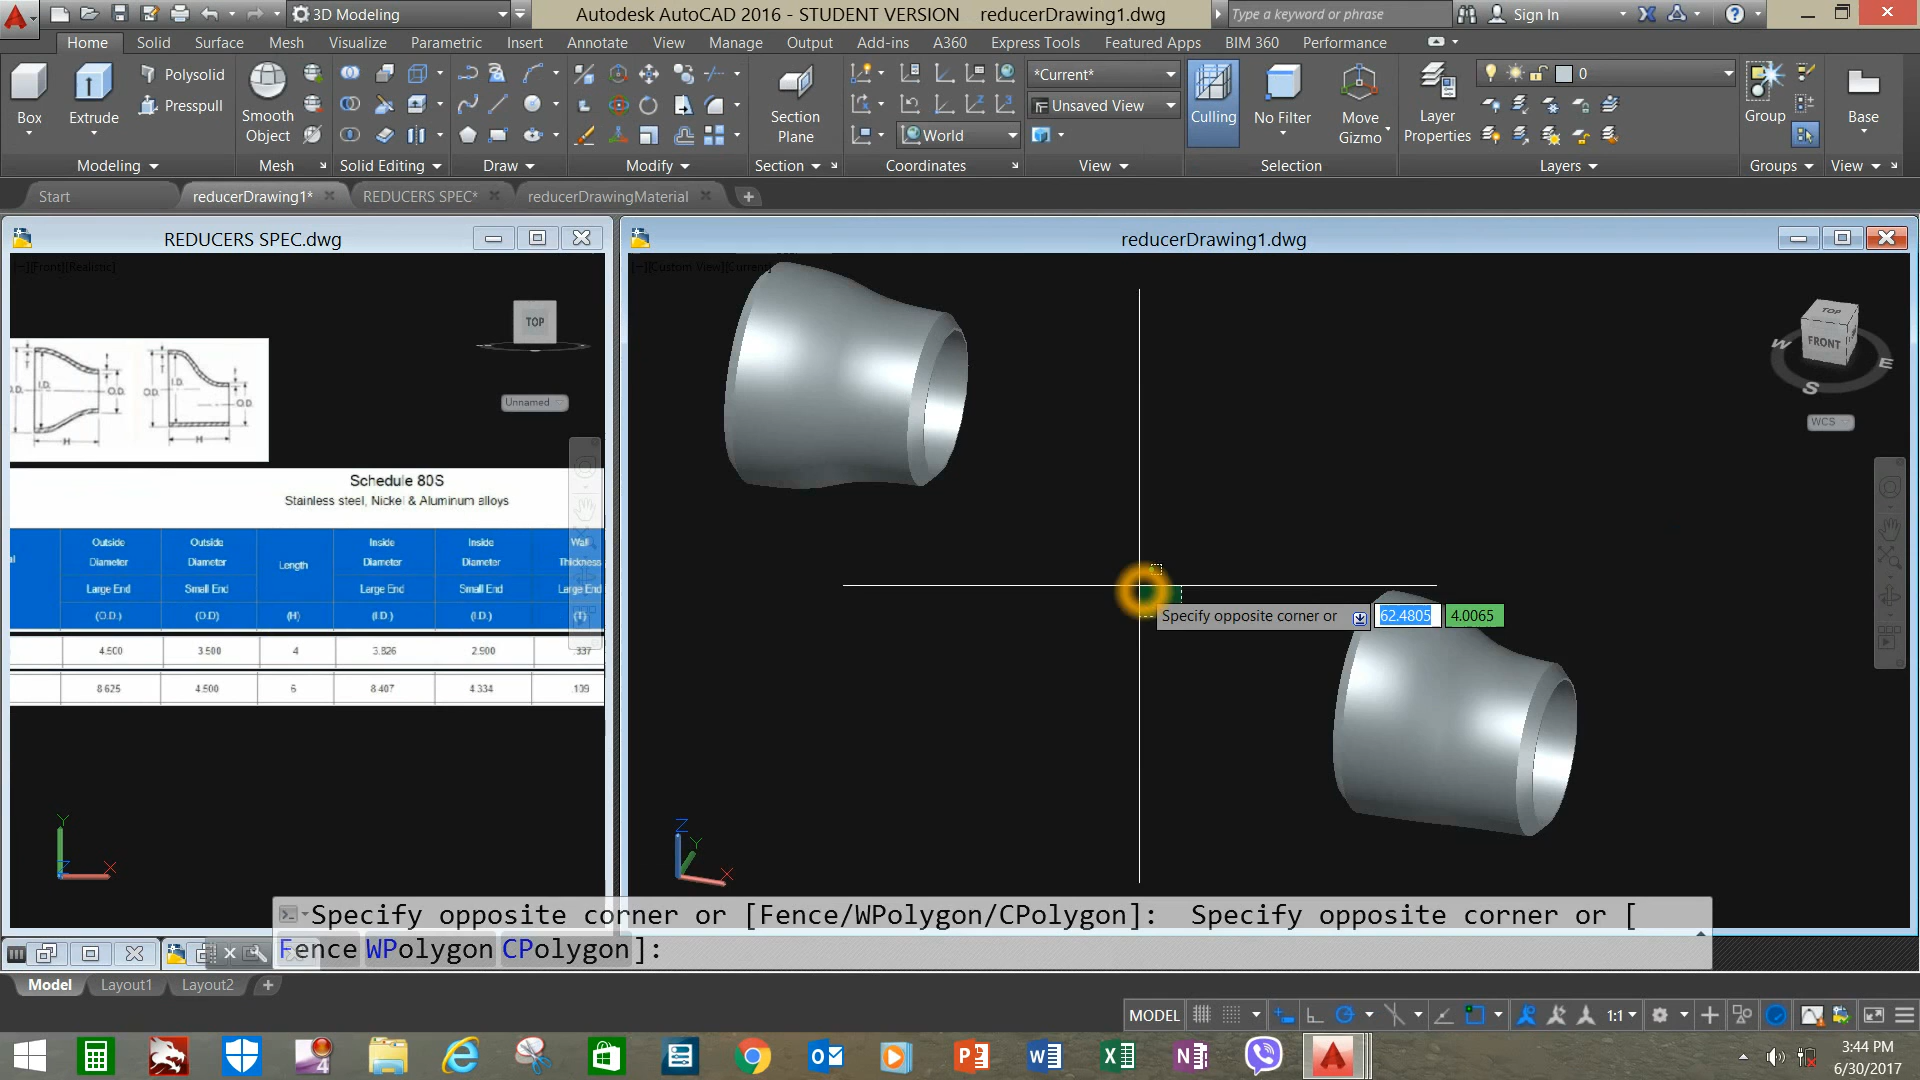 3D Modeling
Autodesk AutoCAD 2016 - STUDENT VERSION reducerDrawing1.dwg
Type a keyword or phrase
Sign In
Home Solid Surface Mesh Visualize Parametric Insert Annotate View Manage Output Add-ins A360 Express Tools Featured Apps BIM 360 Performance
Box
Extrude
Polysolid
Presspull
Smooth Object
Section Plane
World
*Current*
Unsaved View
Culling
No Filter
Move Gizmo
Layer Properties
0
Group
Base
Modeling
Mesh
Solid Editing
Draw
Modify
Section
Coordinates
View
Selection
Layers
Groups
View
Start
reducerDrawing1*
REDUCERS SPEC*
reducerDrawingMaterial
REDUCERS SPEC.dwg
[−][Front][Realistic]
TOP
Unnamed
T I.D. O.D. H
O.D. T I.D. O.D. H
Schedule 80S
Stainless steel, Nickel & Aluminum alloys
Outside Diameter Large End (O.D.)
Outside Diameter Small End (O.D)
Length (H)
Inside Diameter Large End (I.D.)
Inside Diameter Small End (I.D.)
Wall Thickness Large End (T)
4.500 3.500 4 3.826 2.900 .337
8.625 4.500 6 8.407 4.334 .109
Y
Z
X
reducerDrawing1.dwg
[−][Custom View][Current]
TOP
FRONT
W
S
E
WCS
Specify opposite corner or 62.4805 4.0065
Z
Y
X
Specify opposite corner or [Fence/WPolygon/CPolygon]: Specify opposite corner or [
Fence WPolygon CPolygon]:
Model Layout1 Layout2
MODEL
1:1
4
3:44 PM
6/30/2017